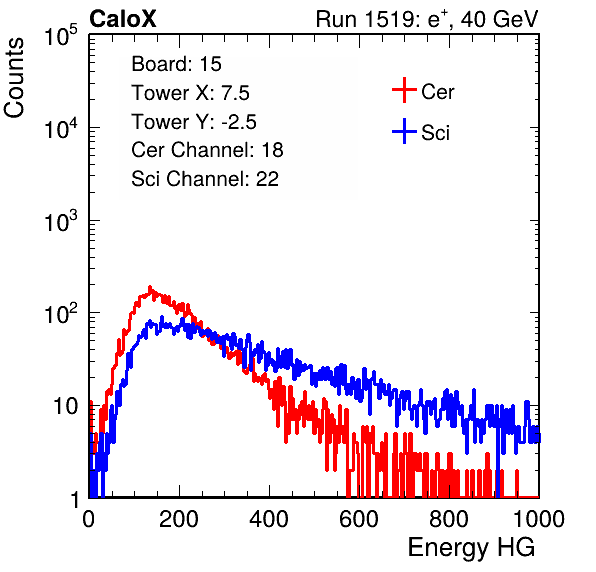 CaloX Run 1519: e⁺, 40 GeV
Counts
Board: 15
Tower X: 7.5
Tower Y: -2.5
Cer Channel: 18
Sci Channel: 22
Cer
Sci
10⁵
10⁴
10³
10²
10
1
0 200 400 600 800 1000
Energy HG